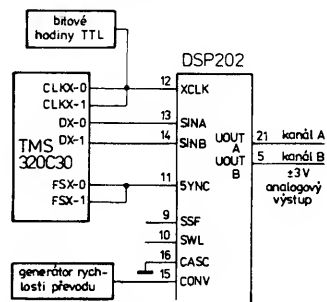 bitové
hodiny TTL
DSP202
CLKX-0
CLKX-1
DX-0
DX-1
TMS
320C30
FSX-0
FSX-1
12 XCLK
13 SINA
14 SINB
11 SYNC
9 SSF
10 SWL
16 CASC
15 CONV
UOUT A 21 kanál A
UOUT B 5 kanál B
±3V
analogový
výstup
generátor rych-
losti převodu